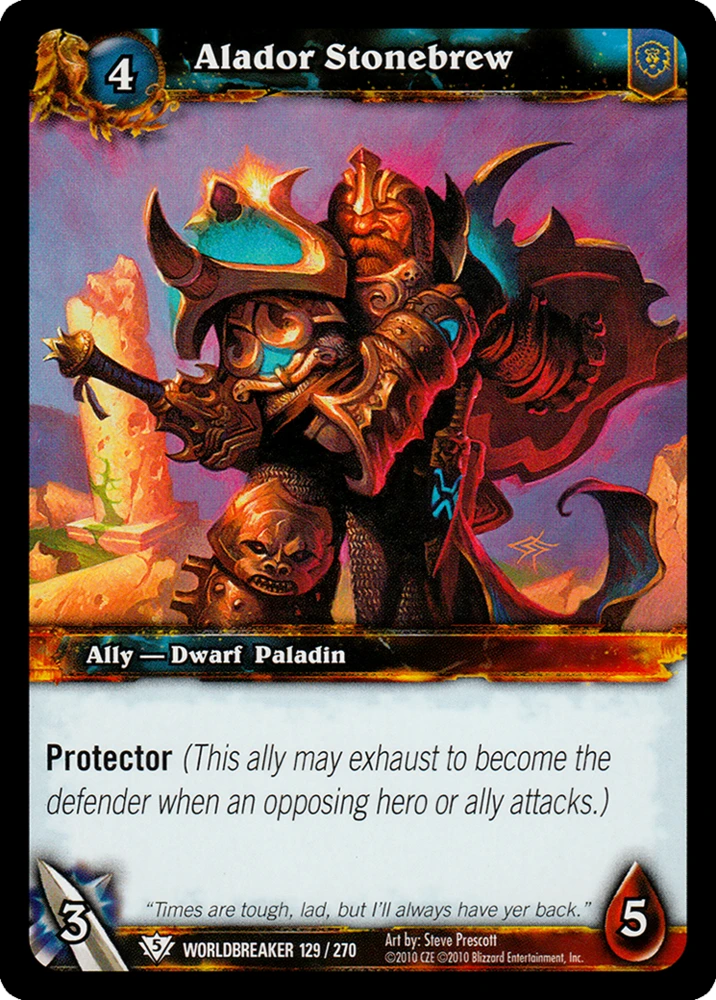 4
Alador Stonebrew
Ally — Dwarf Paladin
Protector (This ally may exhaust to become the
defender when an opposing hero or ally attacks.)
"Times are tough, lad, but I'll always have yer back."
3
5
5
WORLDBREAKER 129 / 270
Art by: Steve Prescott
©2010 CZE ©2010 Blizzard Entertainment, Inc.